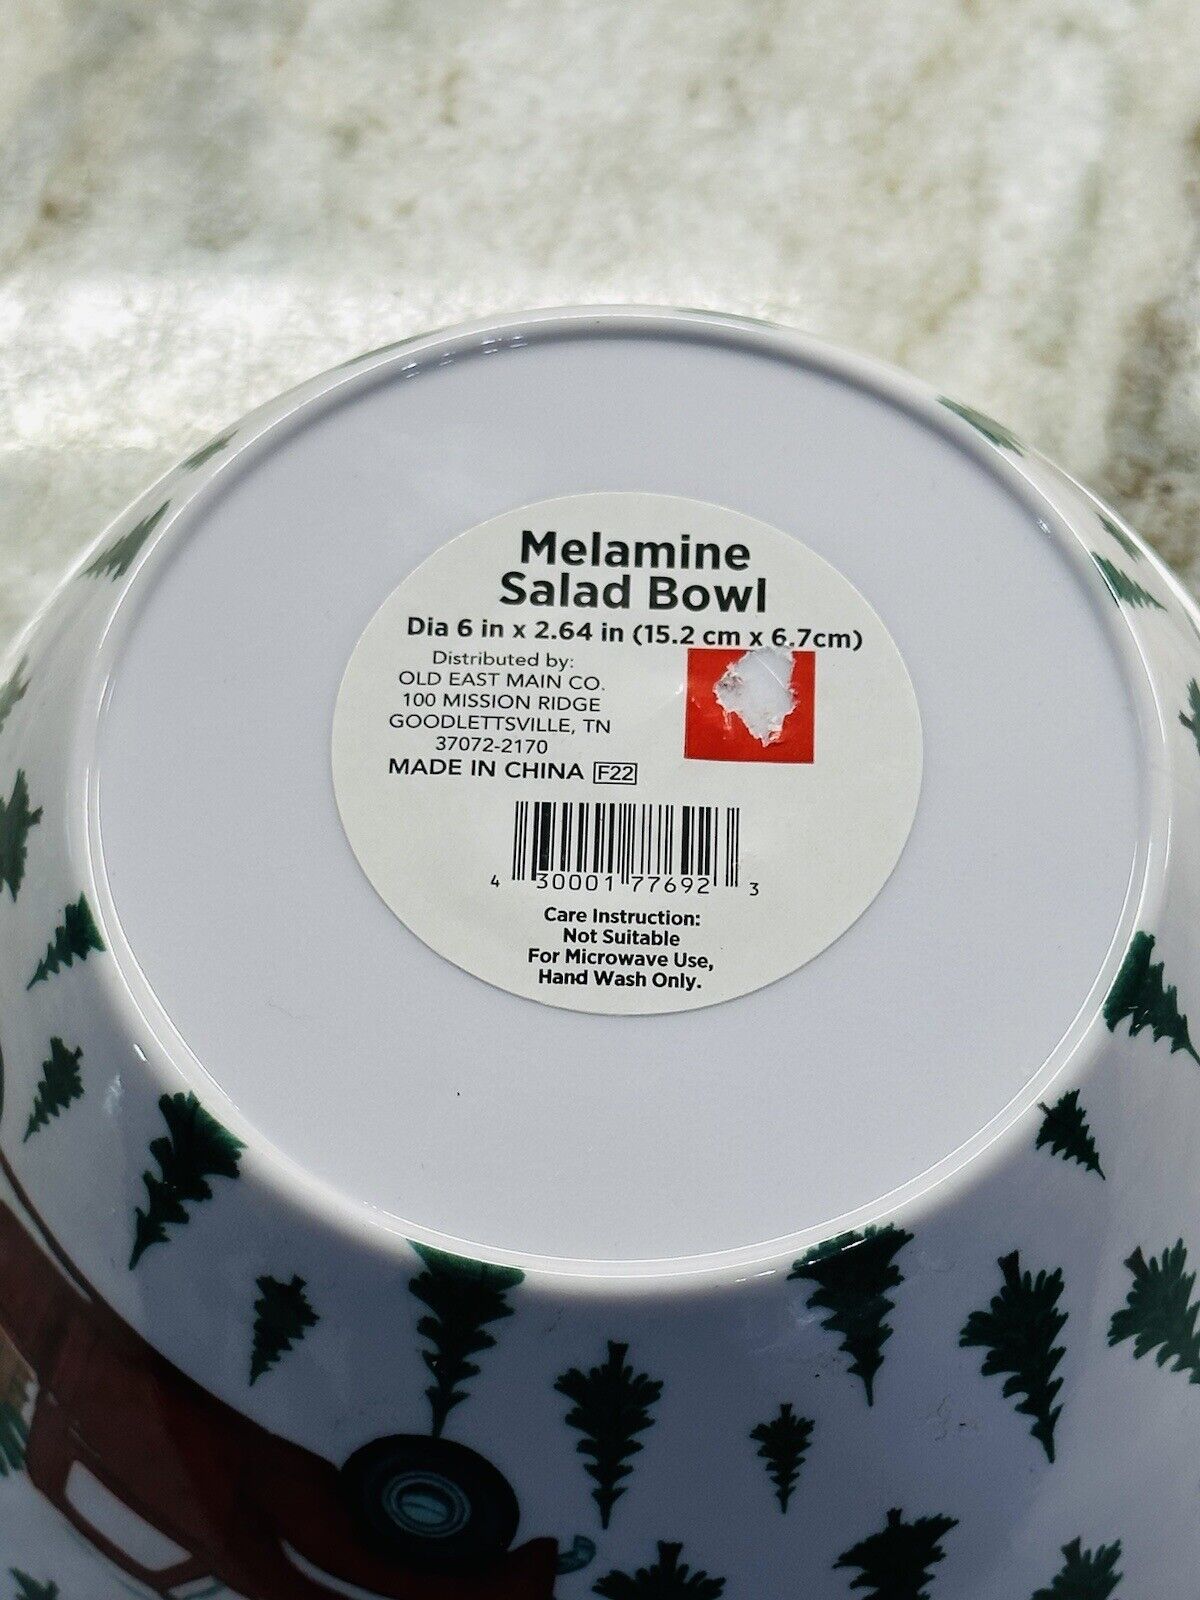 Melamine
Salad Bowl
Dia 6 in x 2.64 in (15.2 cm x 6.7cm)
Distributed by:
OLD EAST MAIN CO.
100 MISSION RIDGE
GOODLETTSVILLE, TN
37072-2170
MADE IN CHINA F22
4 30001 77692 3
Care Instruction:
Not Suitable
For Microwave Use,
Hand Wash Only.